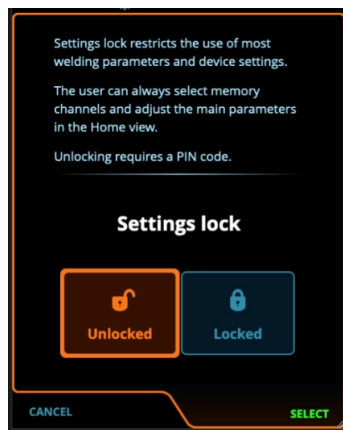 Settings lock restricts the use of most
welding parameters and device settings.
The user can always select memory
channels and adjust the main parameters
in the Home view.
Unlocking requires a PIN code.
Settings lock
Unlocked Locked
CANCEL SELECT